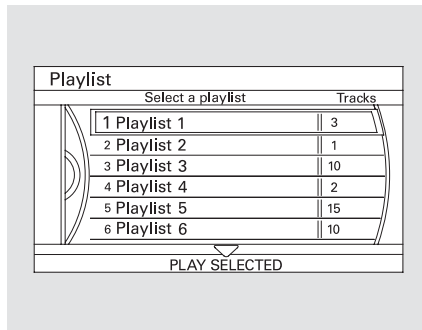 Playlist
Select a playlist Tracks
1 Playlist 1 3
2 Playlist 2 1
3 Playlist 3 10
4 Playlist 4 2
5 Playlist 5 15
6 Playlist 6 10
PLAY SELECTED